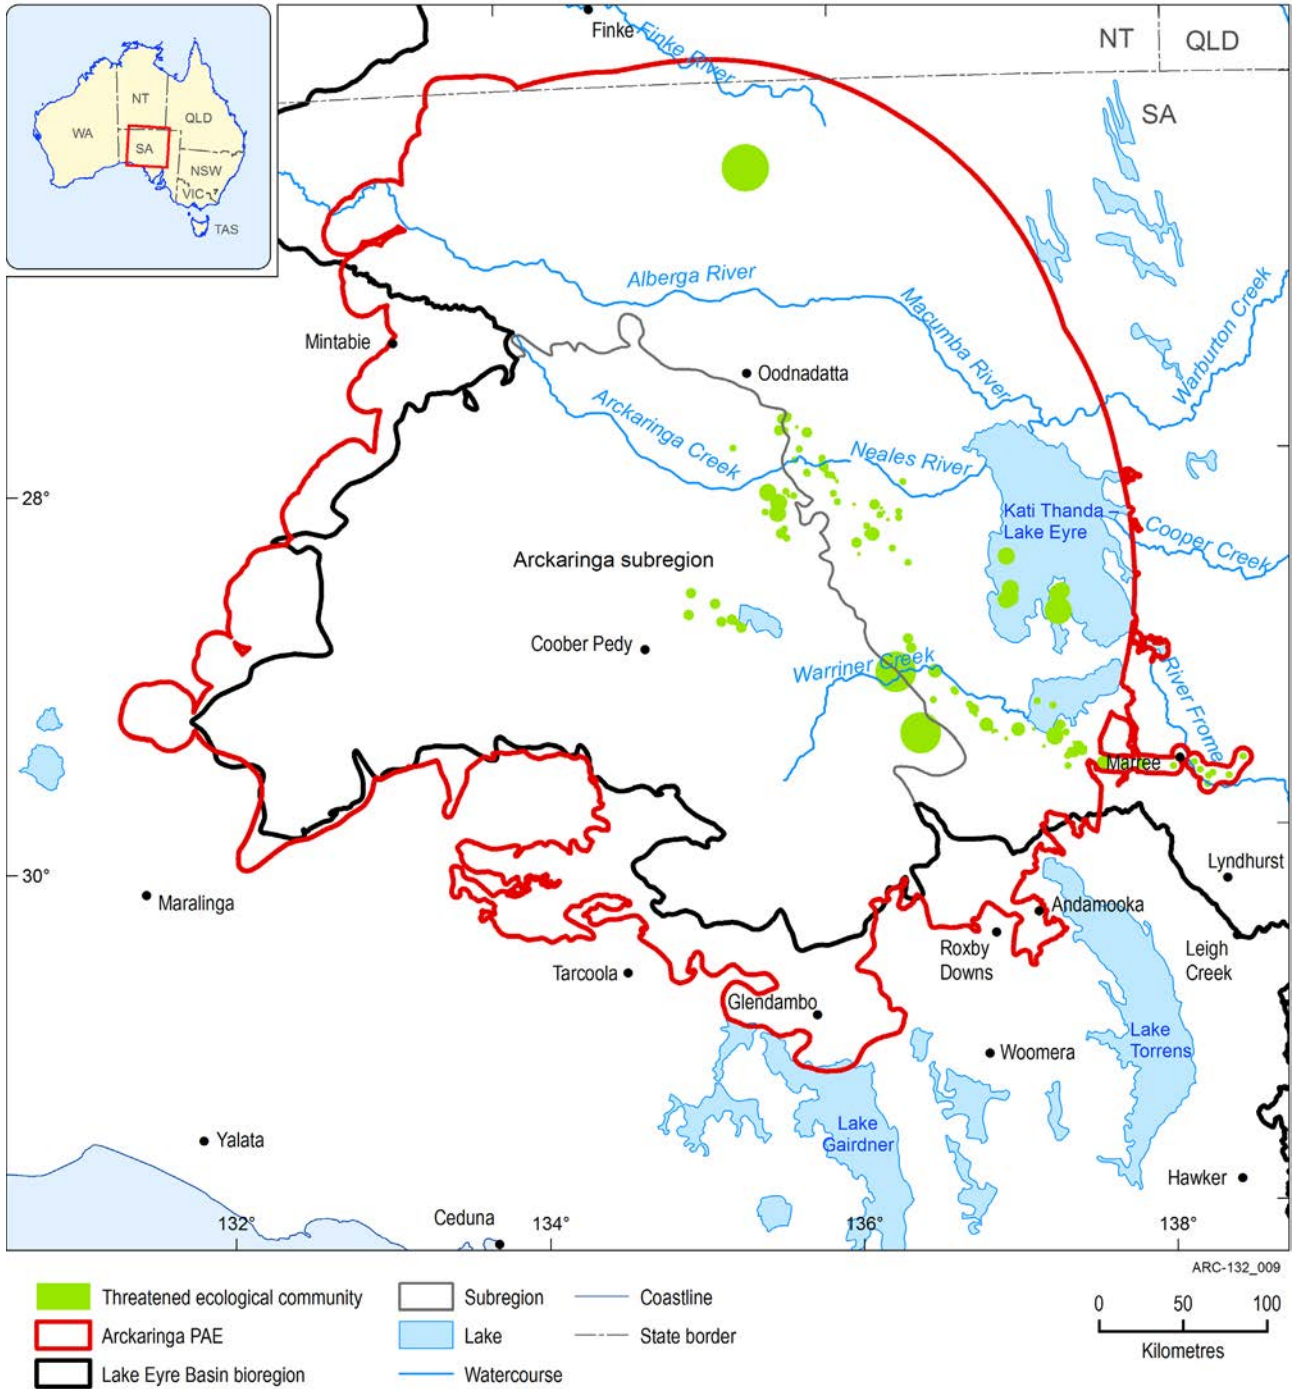 Finke
Finke River
NT
QLD
SA
NT
QLD
WA
SA
NSW
VIC
TAS
Alberga River
Macumba River
Warburton Creek
Mintabie
Oodnadatta
Arckaringa Creek
Neales River
28°
Kati Thanda –
Lake Eyre
Cooper Creek
Arckaringa subregion
Coober Pedy
Warriner Creek
River Frome
Marree
30°
Maralinga
Lyndhurst
Andamooka
Roxby
Downs
Leigh
Creek
Tarcoola
Glendambo
Woomera
Lake
Torrens
Lake
Gairdner
Yalata
Hawker
Ceduna
132°
134°
136°
138°
ARC-132_009
Threatened ecological community
Arckaringa PAE
Lake Eyre Basin bioregion
Subregion
Lake
Watercourse
Coastline
State border
0 50 100
Kilometres